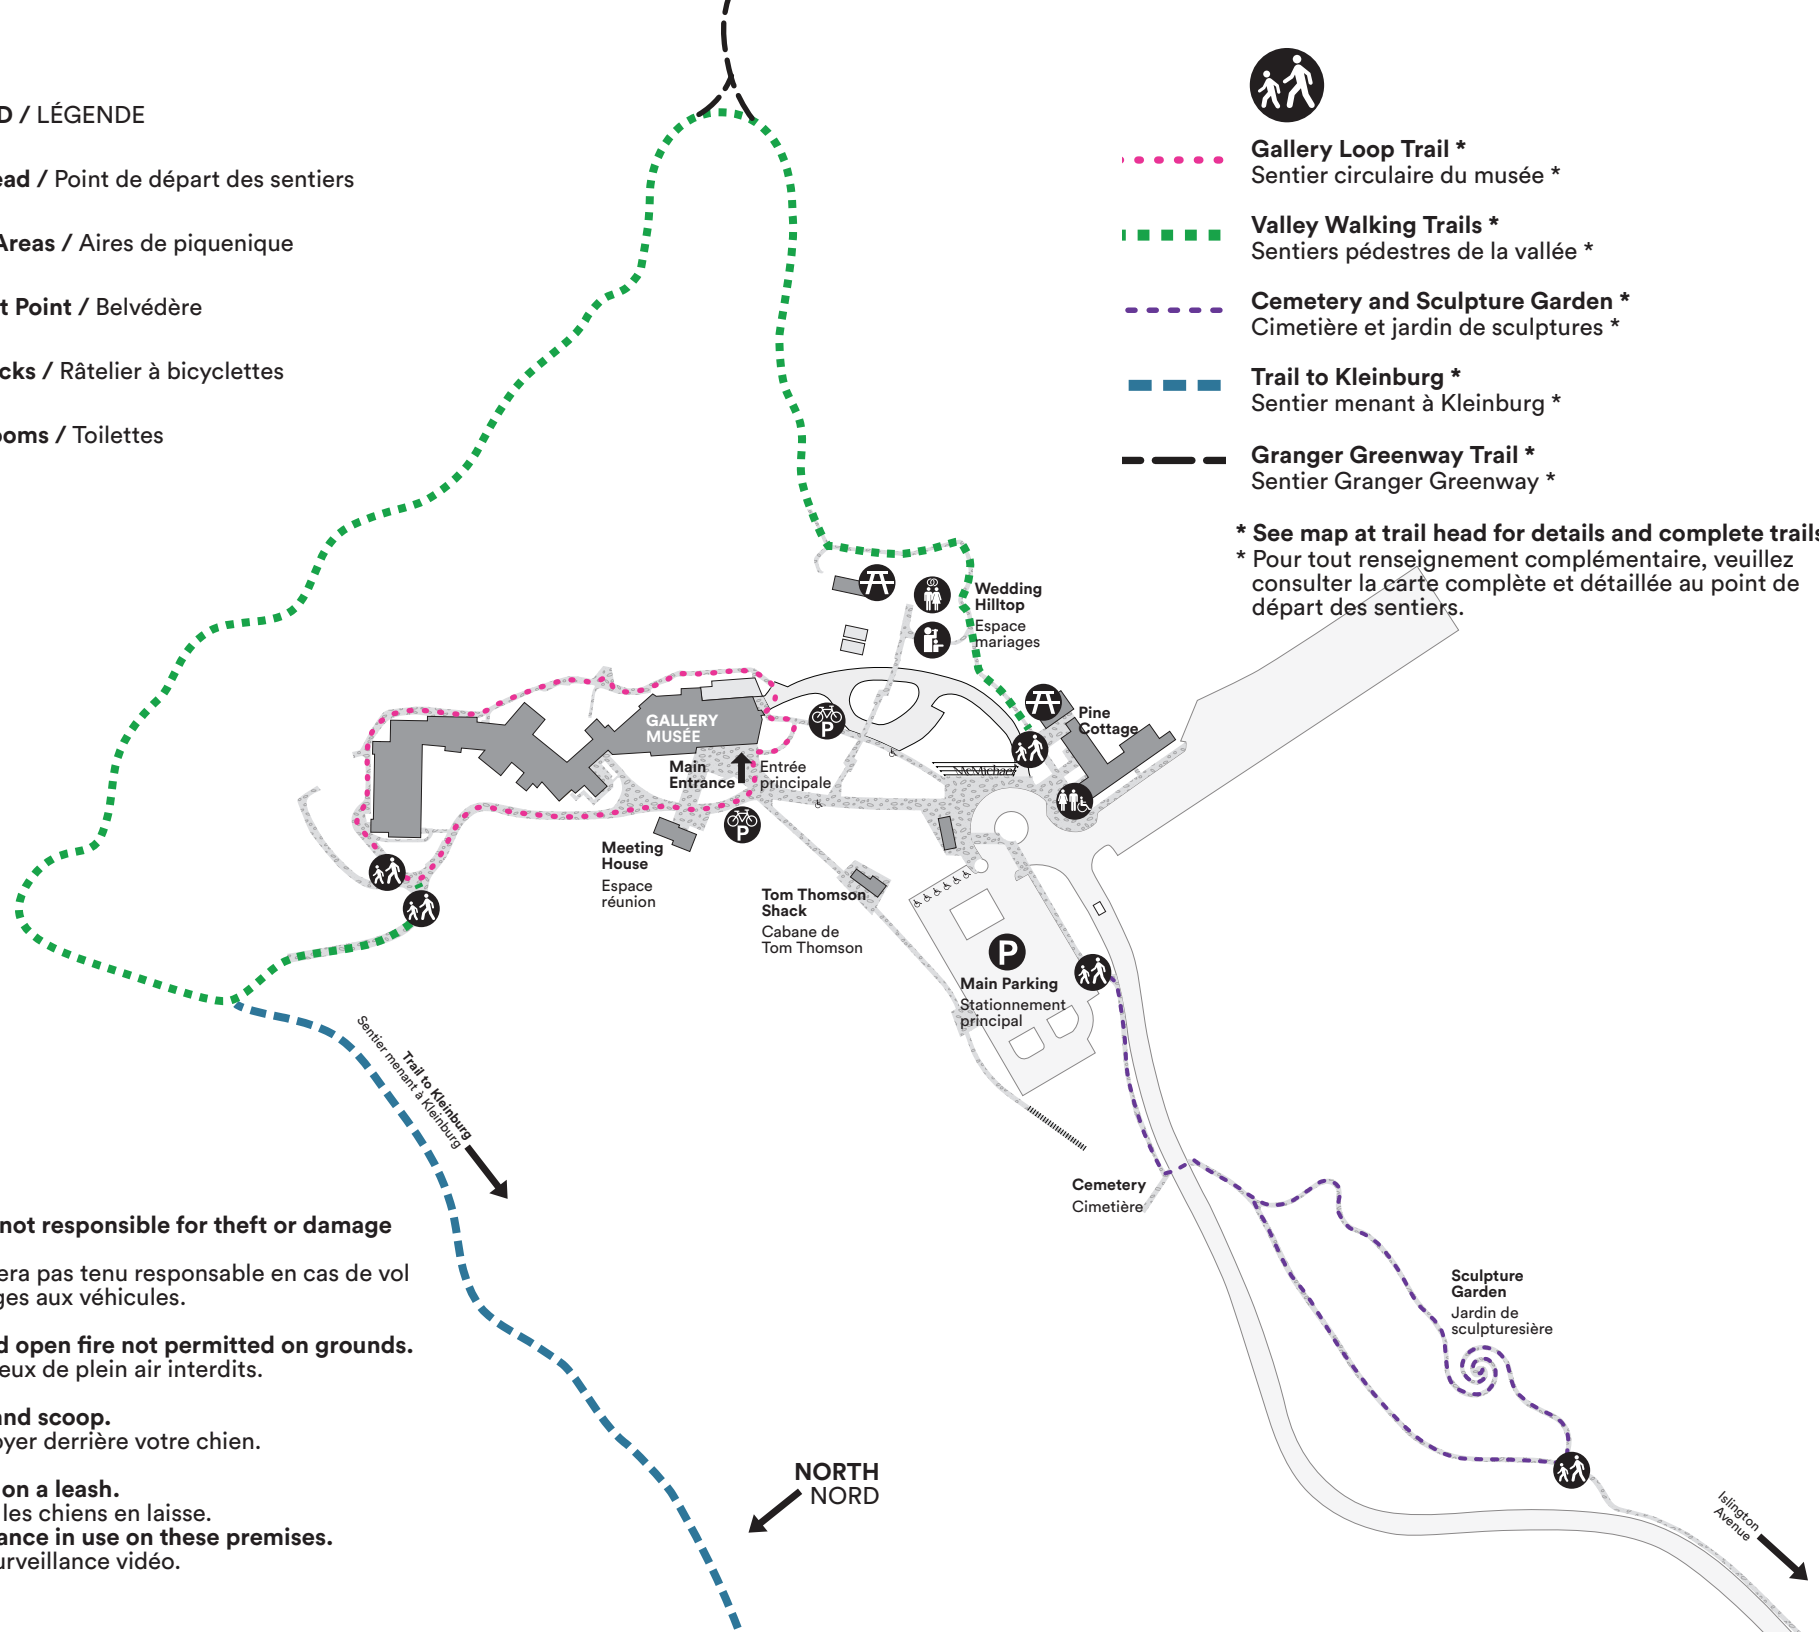 D / LÉGENDE
ead / Point de départ des sentiers
Areas / Aires de piquenique
t Point / Belvédère
cks / Râtelier à bicyclettes
ooms / Toilettes
Gallery Loop Trail *
Sentier circulaire du musée *
Valley Walking Trails *
Sentiers pédestres de la vallée *
Cemetery and Sculpture Garden *
Cimetière et jardin de sculptures *
Trail to Kleinburg *
Sentier menant à Kleinburg *
Granger Greenway Trail *
Sentier Granger Greenway *
* See map at trail head for details and complete trails
* Pour tout renseignement complémentaire, veuillez
consulter la carte complète et détaillée au point de
départ des sentiers.
Wedding
Hilltop
Espace
mariages
Pine
Cottage
GALLERY
MUSÉE
Main
Entrance
Entrée
principale
P
P
McMichael
Meeting
House
Espace
réunion
Tom Thomson
Shack
Cabane de
Tom Thomson
P
Main Parking
Stationnement
principal
Trail to Kleinburg
Sentier menant à Kleinburg
Cemetery
Cimetière
Sculpture
Garden
Jardin de
sculpturesière
Islington
Avenue
NORTH
NORD
not responsible for theft or damage
era pas tenu responsable en cas de vol
ges aux véhicules.
d open fire not permitted on grounds.
eux de plein air interdits.
and scoop.
oyer derrière votre chien.
on a leash.
les chiens en laisse.
ance in use on these premises.
urveillance vidéo.